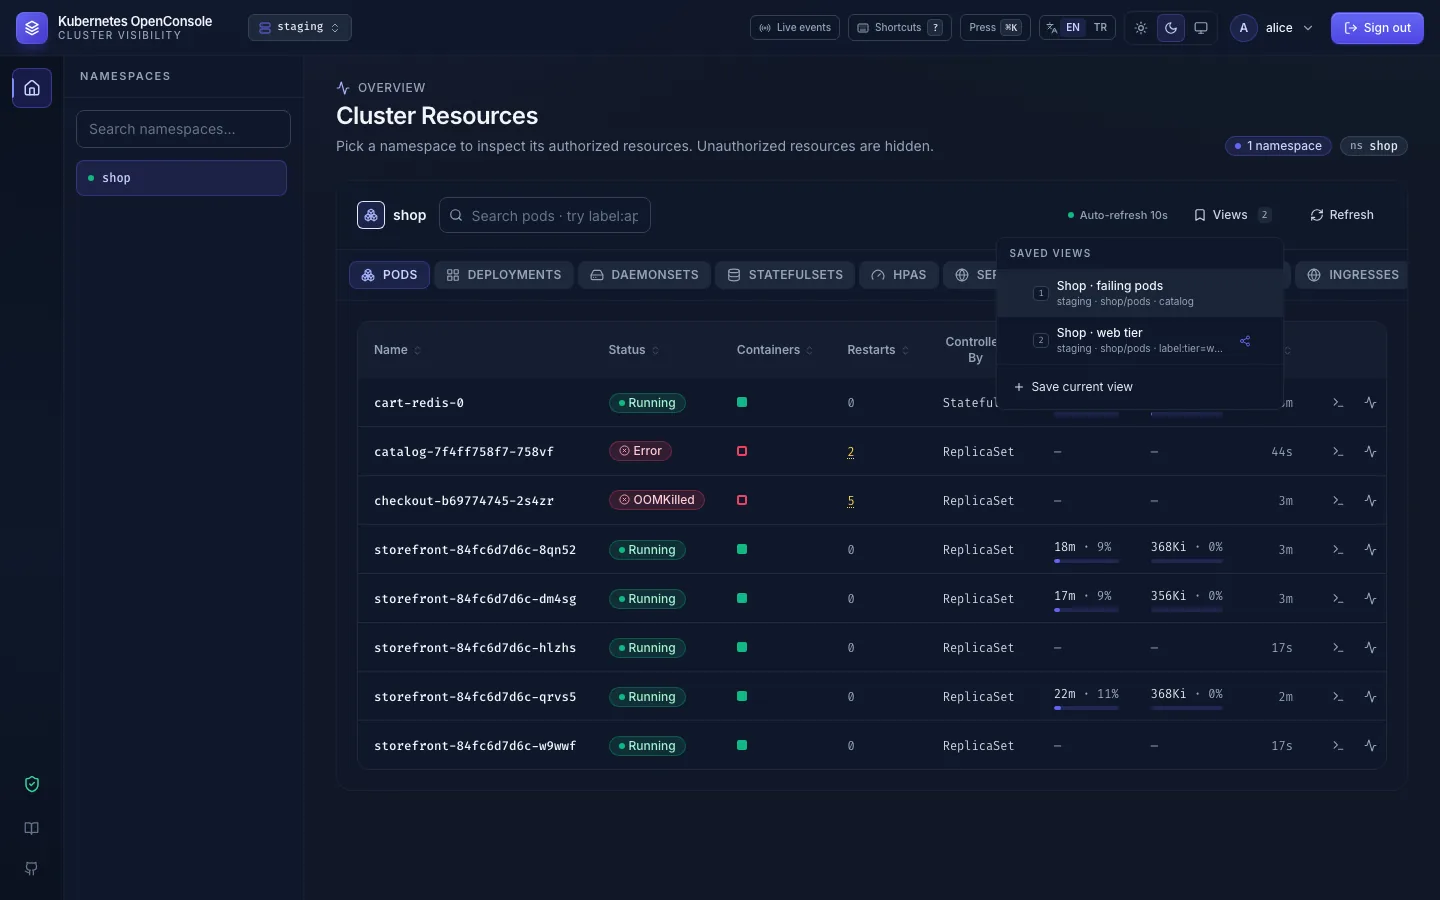 Kubernetes OpenConsole
CLUSTER VISIBILITY
staging
Live events
Shortcuts ?
Press ⌘K
EN TR
A alice
Sign out
NAMESPACES
Search namespaces...
shop
OVERVIEW
Cluster Resources
Pick a namespace to inspect its authorized resources. Unauthorized resources are hidden.
1 namespace
ns shop
shop
Search pods · try label:ap
Auto-refresh 10s
Views 2
Refresh
PODS
DEPLOYMENTS
DAEMONSETS
STATEFULSETS
HPAS
INGRESSES
SAVED VIEWS
1 Shop · failing pods
staging · shop/pods · catalog
2 Shop · web tier
staging · shop/pods · label:tier=w...
+ Save current view
Name Status Containers Restarts By
cart-redis-0 Running 0
catalog-7f4ff758f7-758vf Error 2 ReplicaSet — — 44s
checkout-b69774745-2s4zr OOMKilled 5 ReplicaSet — — 3m
storefront-84fc6d7d6c-8qn52 Running 0 ReplicaSet 18m · 9% 368Ki · 0% 3m
storefront-84fc6d7d6c-dm4sg Running 0 ReplicaSet 17m · 9% 356Ki · 0% 3m
storefront-84fc6d7d6c-hlzhs Running 0 ReplicaSet — — 17s
storefront-84fc6d7d6c-qrvs5 Running 0 ReplicaSet 22m · 11% 368Ki · 0% 2m
storefront-84fc6d7d6c-w9wwf Running 0 ReplicaSet — — 17s